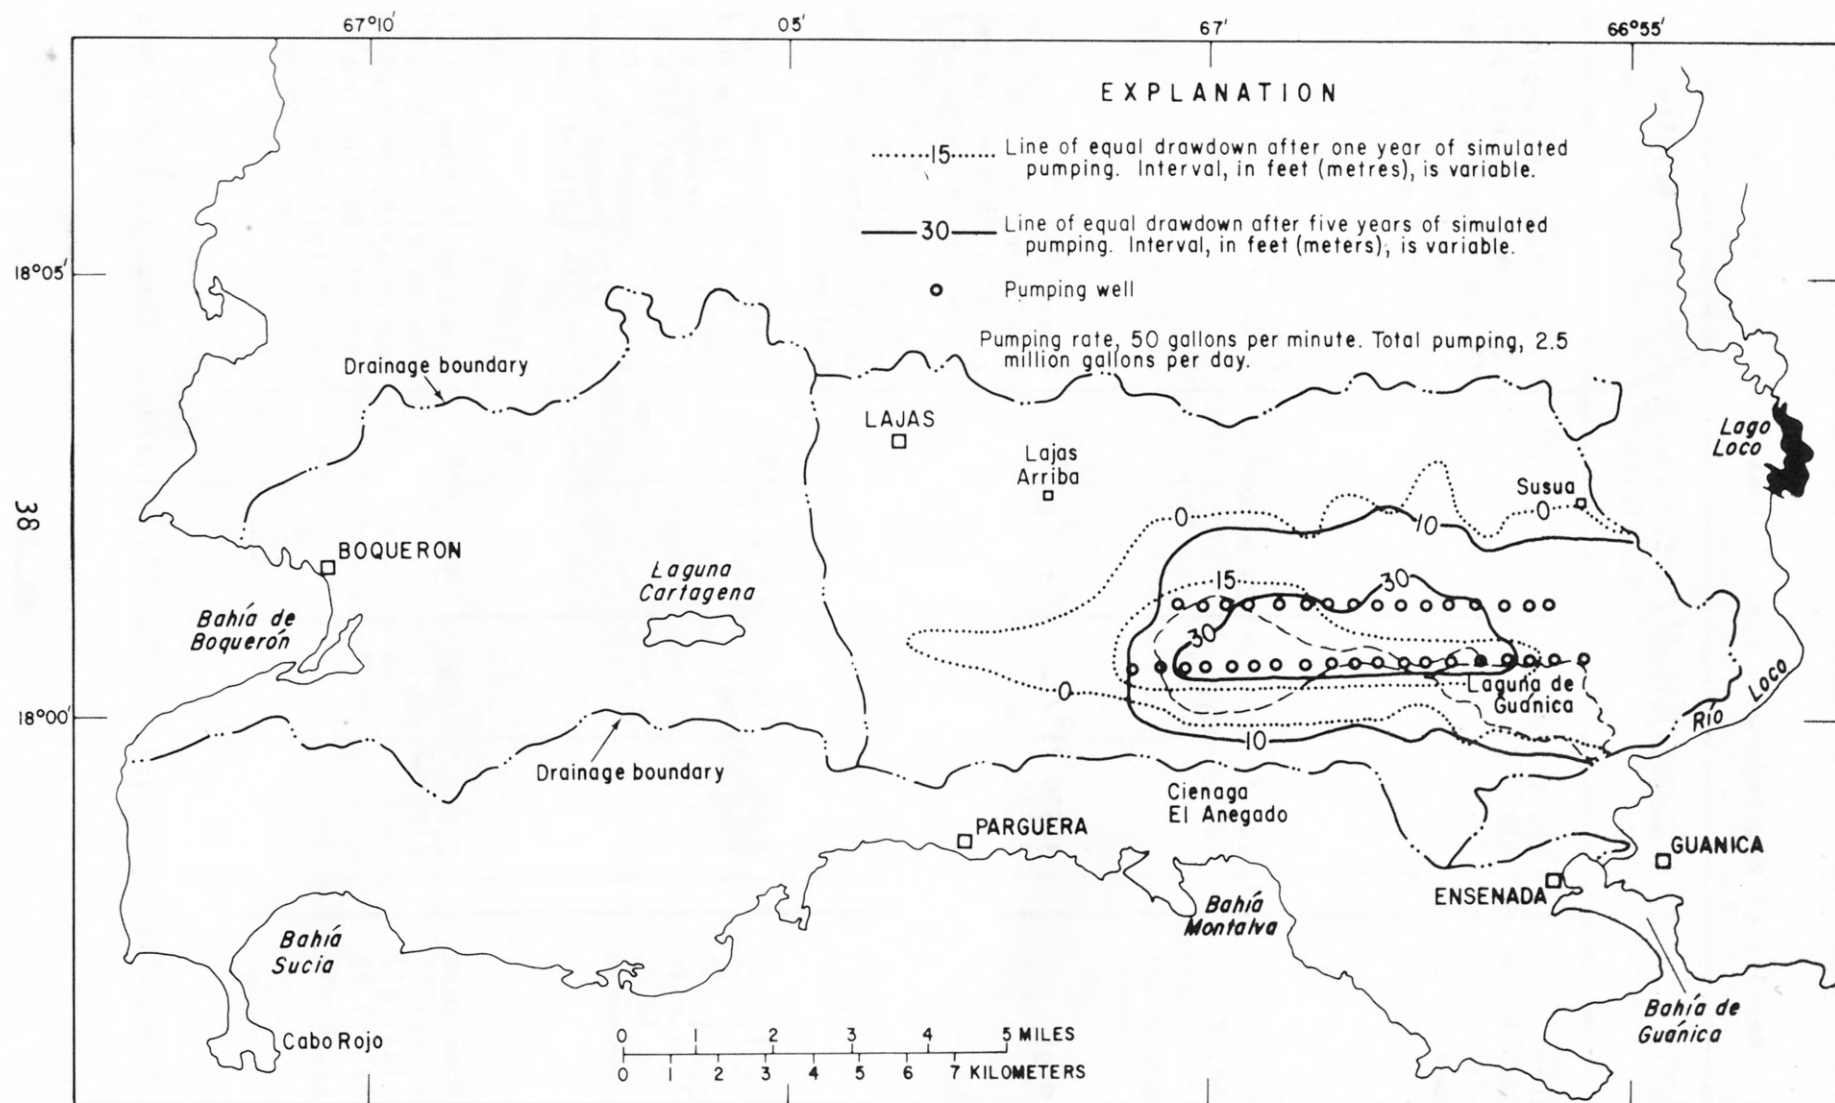 67°10'
05'
67'
66°55'
EXPLANATION
15
Line of equal drawdown after one year of simulated
pumping. Interval, in feet (metres), is variable.
30
Line of equal drawdown after five years of simulated
pumping. Interval, in feet (meters), is variable.
Pumping well
Pumping rate, 50 gallons per minute. Total pumping, 2.5
million gallons per day.
18°05'
Drainage boundary
LAJAS
Lajas
Arriba
Lago
Loco
Susua
0
0
10
38
BOQUERON
Laguna
Cartagena
15
30
Bahía de
Boquerón
30
0
Laguna de
Guánica
Río Loco
18°00'
10
Drainage boundary
Cienaga
El Anegado
PARGUERA
GUANICA
ENSENADA
Bahía
Montalva
Bahía
Sucia
Bahía de
Guánica
Cabo Rojo
0 1 2 3 4 5 MILES
0 1 2 3 4 5 6 7 KILOMETERS